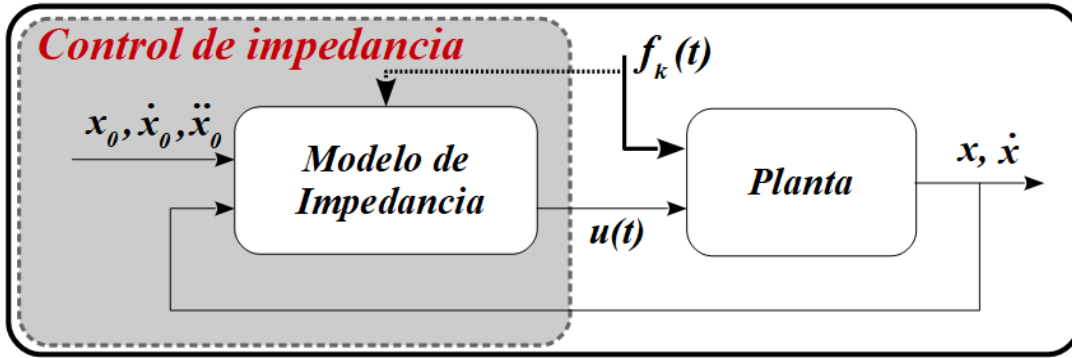 Control de impedancia
f_k(t)
x_0, ẋ_0, ẍ_0
Modelo de
Impedancia
Planta
x, ẋ
u(t)